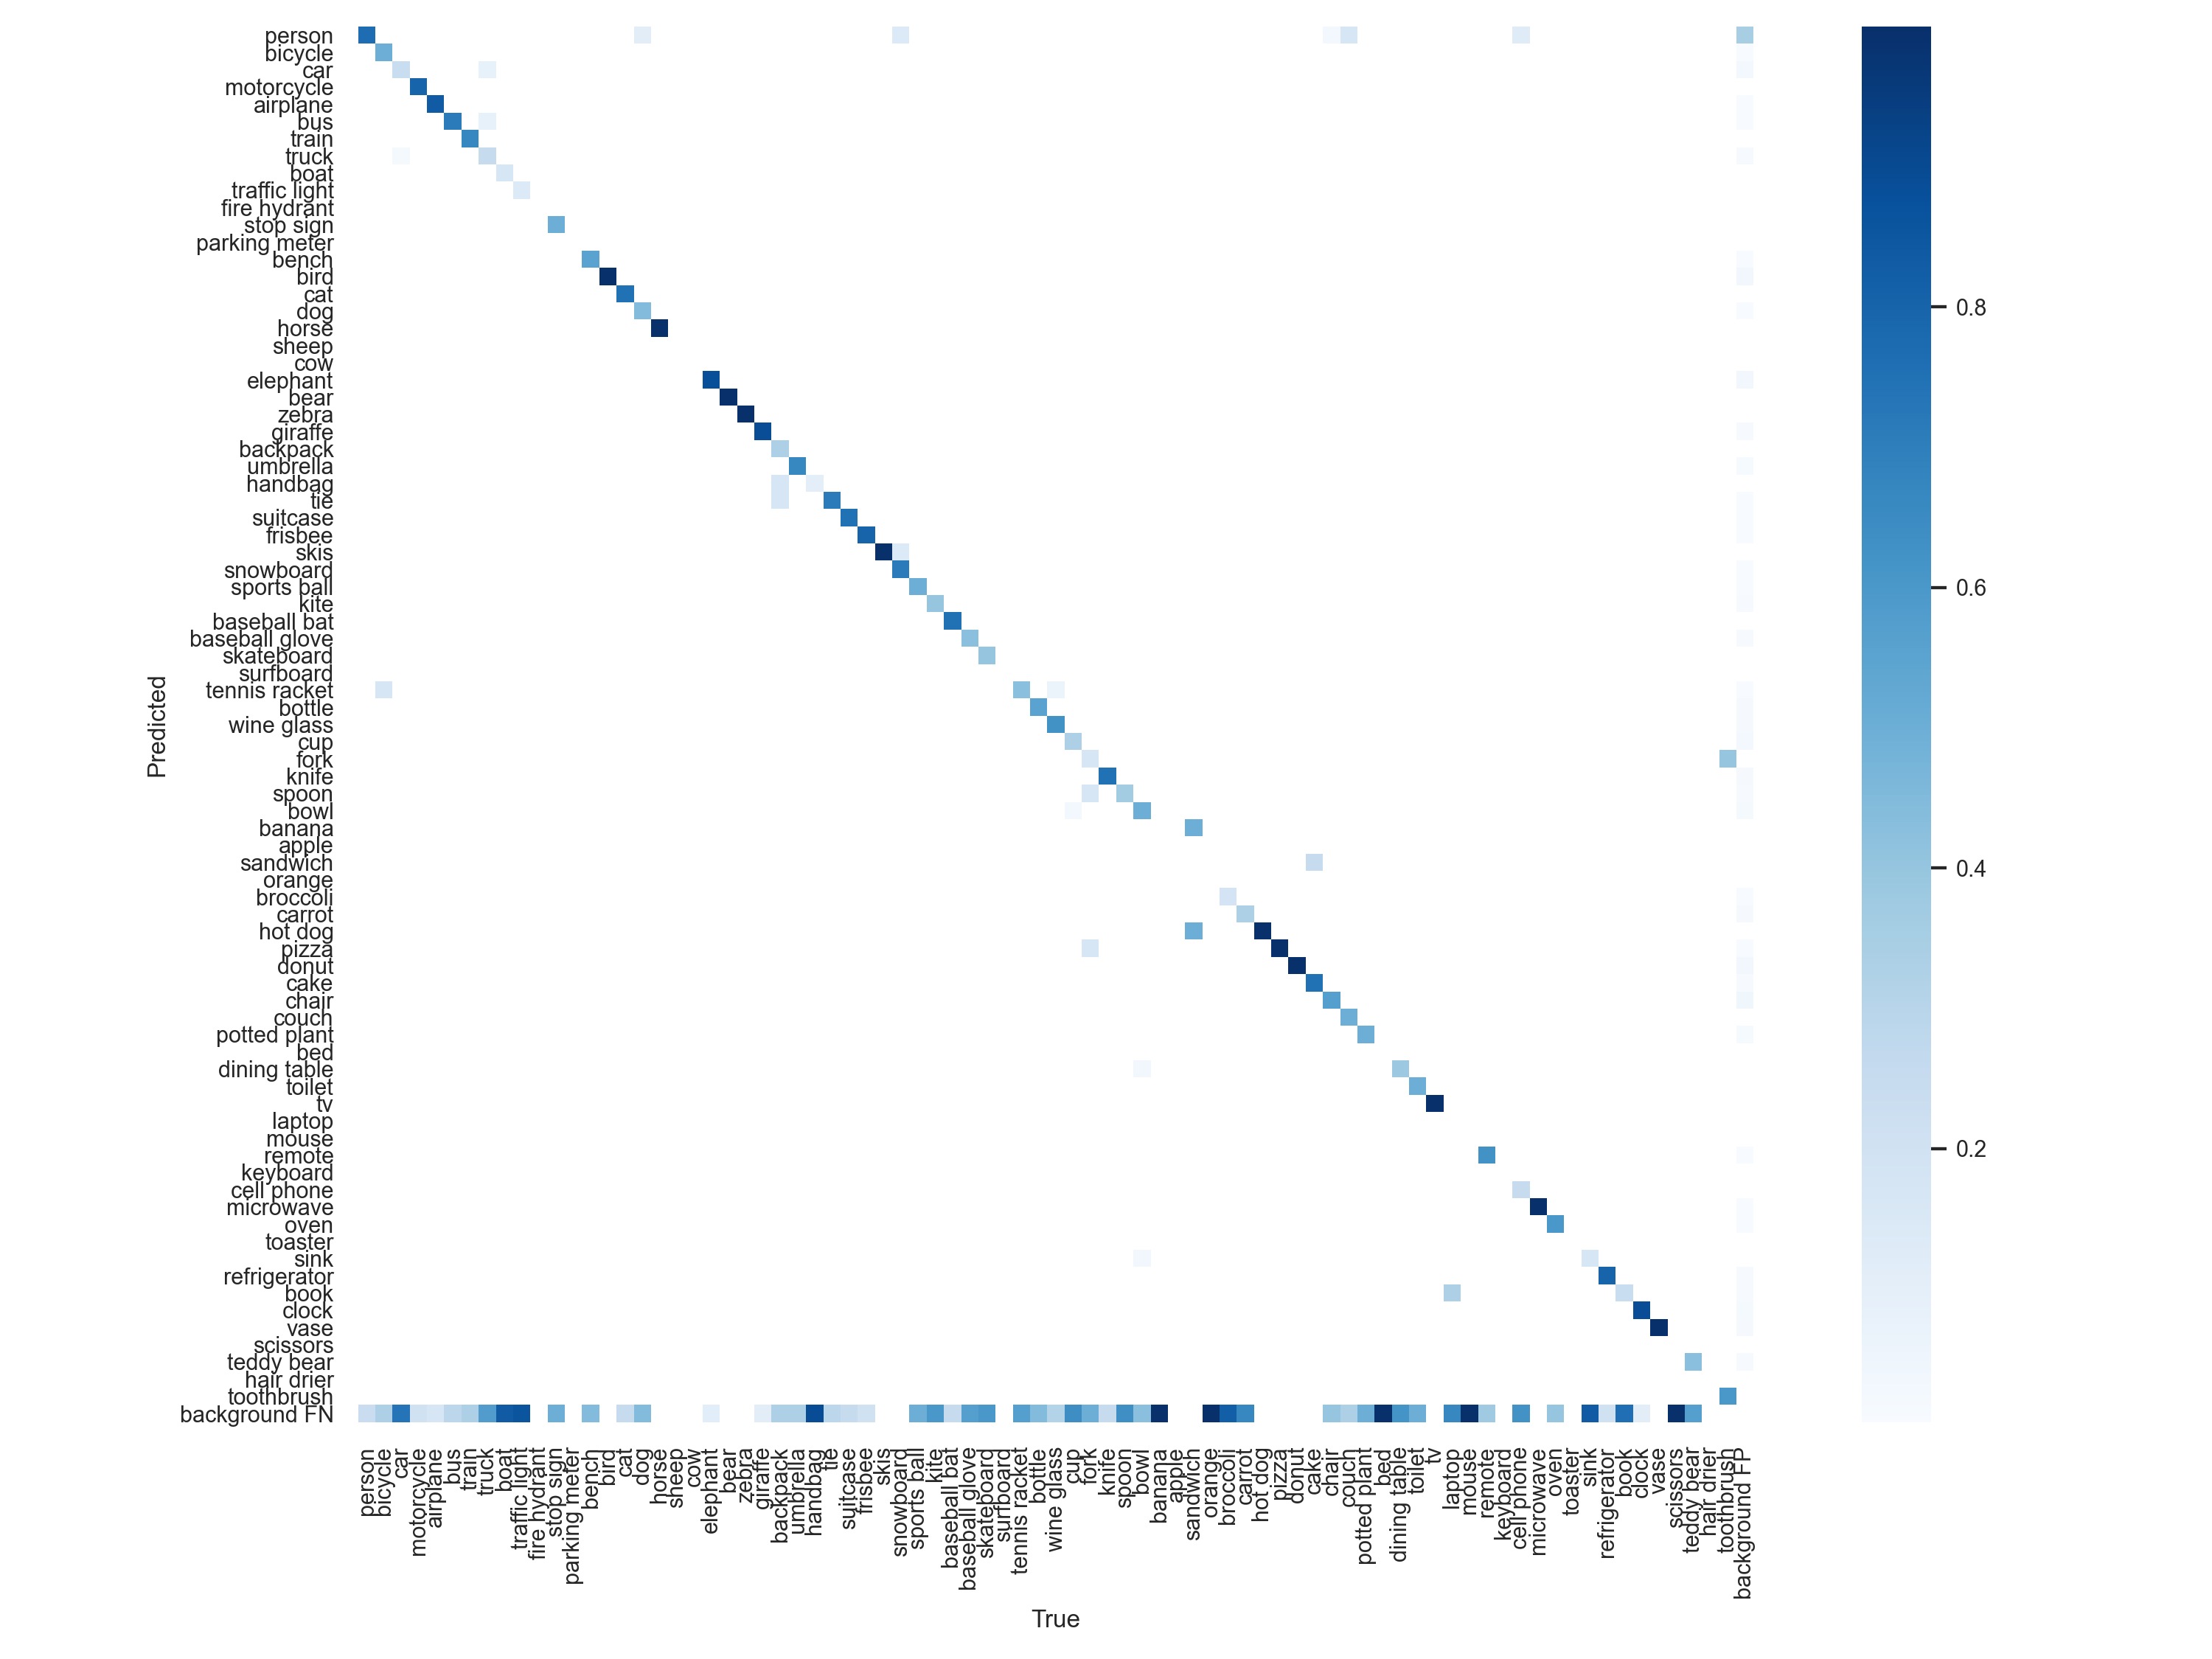 person
bicycle
car
motorcycle
airplane
bus
train
truck
boat
traffic light
fire hydrant
stop sign
parking meter
bench
bird
cat
dog
horse
sheep
cow
elephant
bear
zebra
giraffe
backpack
umbrella
handbag
tie
suitcase
frisbee
skis
snowboard
sports ball
kite
baseball bat
baseball glove
skateboard
surfboard
tennis racket
bottle
wine glass
cup
fork
knife
spoon
bowl
banana
apple
sandwich
orange
broccoli
carrot
hot dog
pizza
donut
cake
chair
couch
potted plant
bed
dining table
toilet
tv
laptop
mouse
remote
keyboard
cell phone
microwave
oven
toaster
sink
refrigerator
book
clock
vase
scissors
teddy bear
hair drier
toothbrush
background FN
Predicted
person
bicycle
car
motorcycle
airplane
bus
train
truck
boat
traffic light
fire hydrant
stop sign
parking meter
bench
bird
cat
dog
horse
sheep
cow
elephant
bear
zebra
giraffe
backpack
umbrella
handbag
tie
suitcase
frisbee
skis
snowboard
sports ball
kite
baseball bat
baseball glove
skateboard
surfboard
tennis racket
bottle
wine glass
cup
fork
knife
spoon
bowl
banana
apple
sandwich
orange
broccoli
carrot
hot dog
pizza
donut
cake
chair
couch
potted plant
bed
dining table
toilet
tv
laptop
mouse
remote
keyboard
cell phone
microwave
oven
toaster
sink
refrigerator
book
clock
vase
scissors
teddy bear
hair drier
toothbrush
background FP
True
0.8
0.6
0.4
0.2